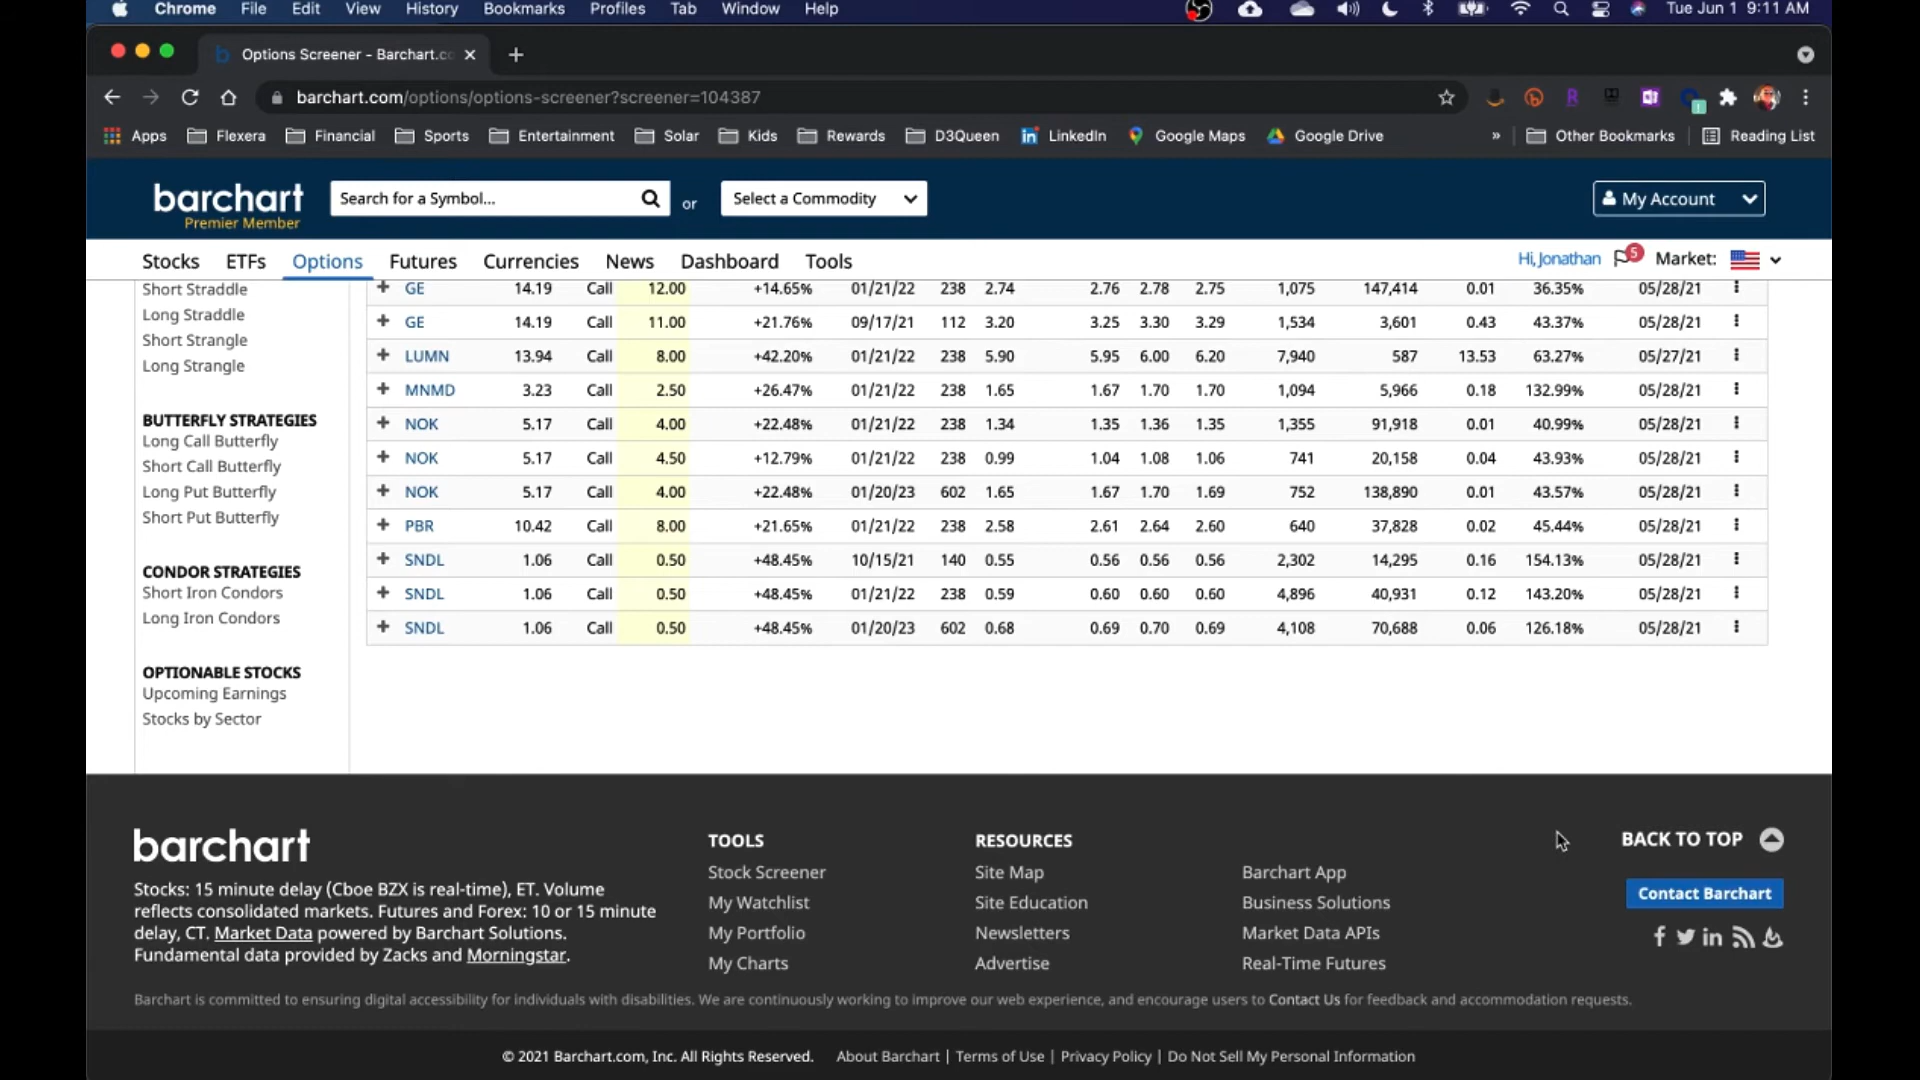 Chrome File Edit View History Bookmarks Profiles Tab Window Help Tue Jun 1 9:11 AM
Options Screener - Barchart.co
barchart.com/options/options-screener?screener=104387
Apps Flexera Financial Sports Entertainment Solar Kids Rewards D3Queen LinkedIn Google Maps Google Drive » Other Bookmarks Reading List
barchart Search for a Symbol... or Select a Commodity My Account
Premier Member
Stocks ETFs Options Futures Currencies News Dashboard Tools Hi, Jonathan 5 Market:
Short Straddle
Long Straddle
Short Strangle
Long Strangle
BUTTERFLY STRATEGIES
Long Call Butterfly
Short Call Butterfly
Long Put Butterfly
Short Put Butterfly
CONDOR STRATEGIES
Short Iron Condors
Long Iron Condors
OPTIONABLE STOCKS
Upcoming Earnings
Stocks by Sector
+ GE 14.19 Call 12.00 +14.65% 01/21/22 238 2.74 2.76 2.78 2.75 1,075 147,414 0.01 36.35% 05/28/21
+ GE 14.19 Call 11.00 +21.76% 09/17/21 112 3.20 3.25 3.30 3.29 1,534 3,601 0.43 43.37% 05/28/21
+ LUMN 13.94 Call 8.00 +42.20% 01/21/22 238 5.90 5.95 6.00 6.20 7,940 587 13.53 63.27% 05/27/21
+ MNMD 3.23 Call 2.50 +26.47% 01/21/22 238 1.65 1.67 1.70 1.70 1,094 5,966 0.18 132.99% 05/28/21
+ NOK 5.17 Call 4.00 +22.48% 01/21/22 238 1.34 1.35 1.36 1.35 1,355 91,918 0.01 40.99% 05/28/21
+ NOK 5.17 Call 4.50 +12.79% 01/21/22 238 0.99 1.04 1.08 1.06 741 20,158 0.04 43.93% 05/28/21
+ NOK 5.17 Call 4.00 +22.48% 01/20/23 602 1.65 1.67 1.70 1.69 752 138,890 0.01 43.57% 05/28/21
+ PBR 10.42 Call 8.00 +21.65% 01/21/22 238 2.58 2.61 2.64 2.60 640 37,828 0.02 45.44% 05/28/21
+ SNDL 1.06 Call 0.50 +48.45% 10/15/21 140 0.55 0.56 0.56 0.56 2,302 14,295 0.16 154.13% 05/28/21
+ SNDL 1.06 Call 0.50 +48.45% 01/21/22 238 0.59 0.60 0.60 0.60 4,896 40,931 0.12 143.20% 05/28/21
+ SNDL 1.06 Call 0.50 +48.45% 01/20/23 602 0.68 0.69 0.70 0.69 4,108 70,688 0.06 126.18% 05/28/21
barchart
Stocks: 15 minute delay (Cboe BZX is real-time), ET. Volume
reflects consolidated markets. Futures and Forex: 10 or 15 minute
delay, CT. Market Data powered by Barchart Solutions.
Fundamental data provided by Zacks and Morningstar.
TOOLS
Stock Screener
My Watchlist
My Portfolio
My Charts
RESOURCES
Site Map
Site Education
Newsletters
Advertise
Barchart App
Business Solutions
Market Data APIs
Real-Time Futures
BACK TO TOP
Contact Barchart
Barchart is committed to ensuring digital accessibility for individuals with disabilities. We are continuously working to improve our web experience, and encourage users to Contact Us for feedback and accommodation requests.
© 2021 Barchart.com, Inc. All Rights Reserved. About Barchart | Terms of Use | Privacy Policy | Do Not Sell My Personal Information